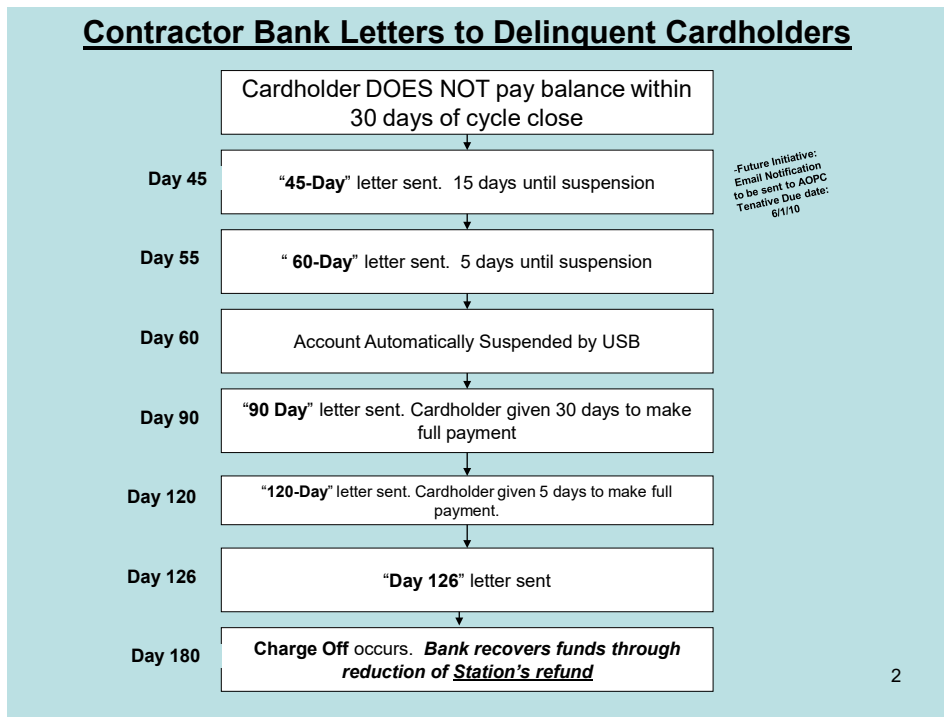 Contractor Bank Letters to Delinquent Cardholders
Cardholder DOES NOT pay balance within
30 days of cycle close
Day 45
“45-Day” letter sent.  15 days until suspension
-Future Initiative:
Email Notification
to be sent to AOPC
Tenative Due date:
6/1/10
Day 55
“ 60-Day” letter sent.  5 days until suspension
Day 60
Account Automatically Suspended by USB
Day 90
“90 Day” letter sent. Cardholder given 30 days to make
full payment
Day 120
“120-Day” letter sent. Cardholder given 5 days to make full
payment.
Day 126
“Day 126” letter sent
Day 180
Charge Off occurs.  Bank recovers funds through
reduction of Station’s refund
2